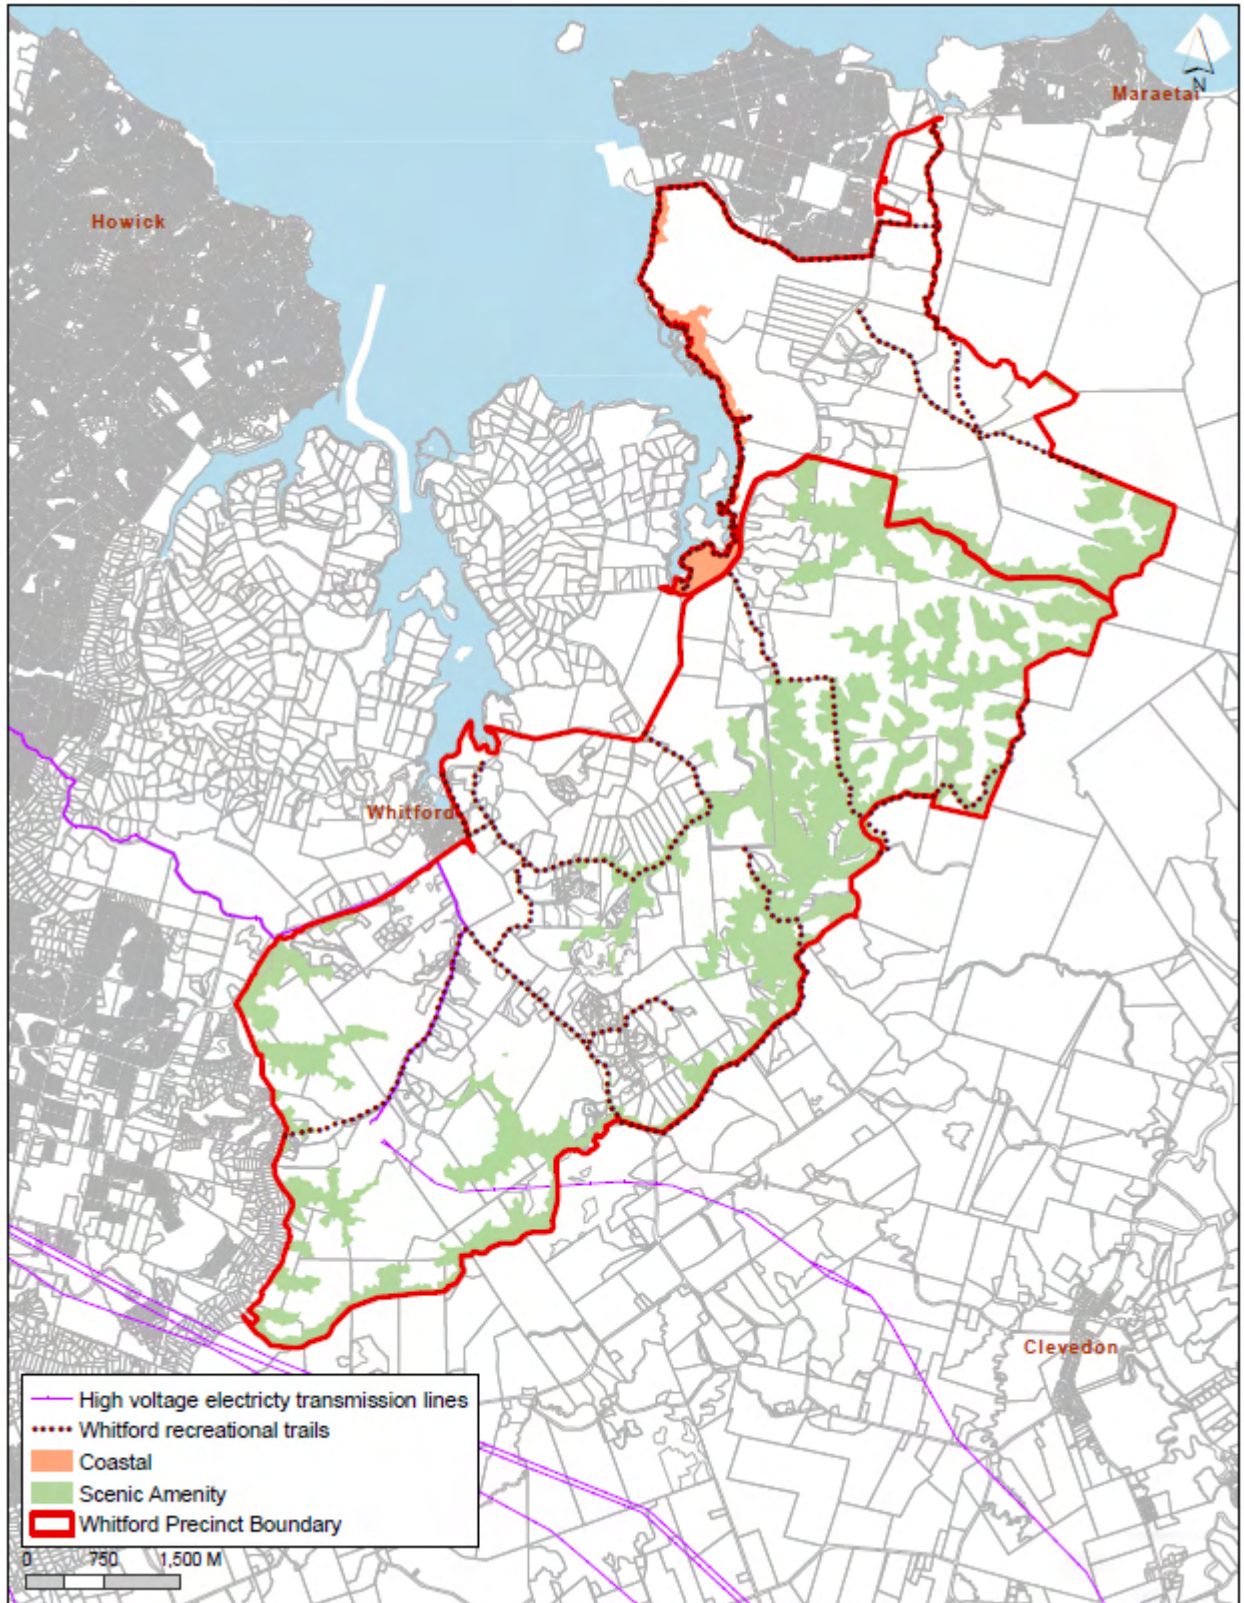 N
Maraetai
Howick
Whitford
Clevedon
High voltage electricty transmission lines
Whitford recreational trails
Coastal
Scenic Amenity
Whitford Precinct Boundary
0 750 1,500 M